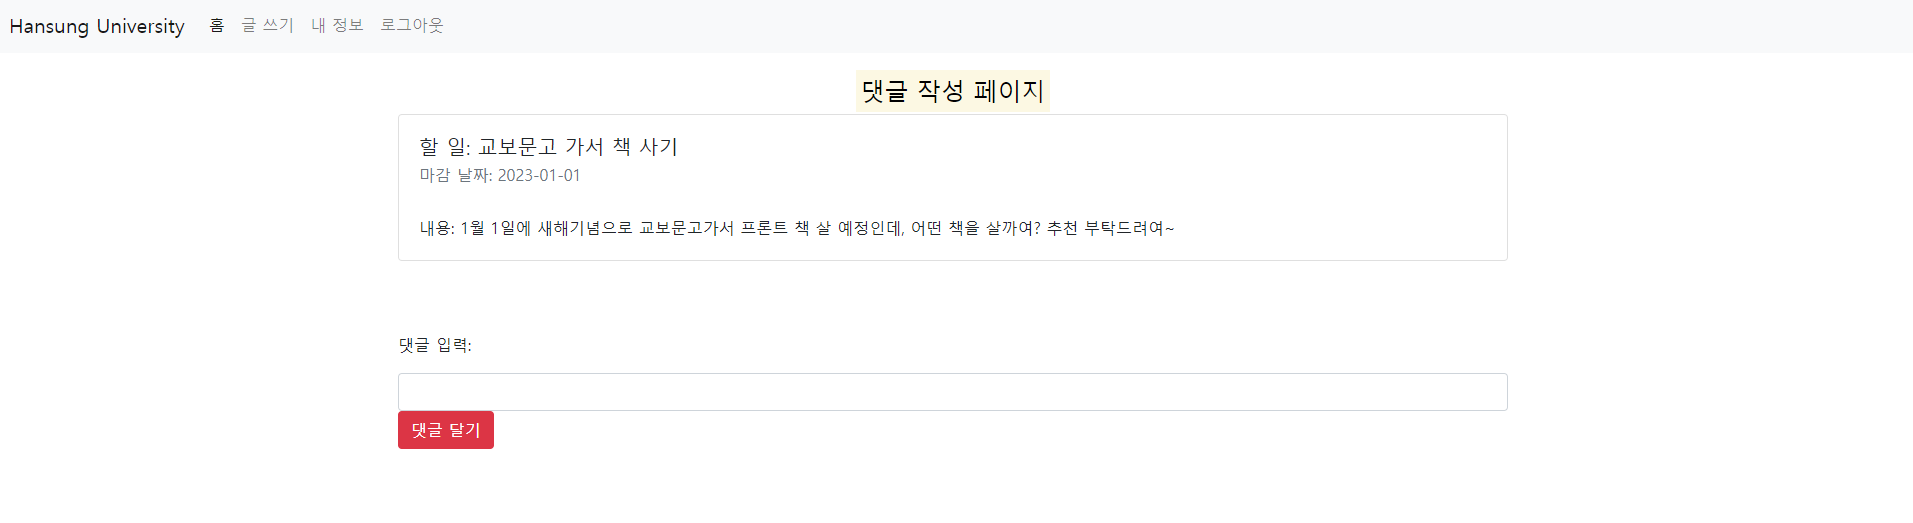 Hansung University 홈 글 쓰기 내 정보 로그아웃
댓글 작성 페이지
할 일: 교보문고 가서 책 사기
마감 날짜: 2023-01-01
내용: 1월 1일에 새해기념으로 교보문고가서 프론트 책 살 예정인데, 어떤 책을 살까여? 추천 부탁드려여~
댓글 입력:
댓글 달기